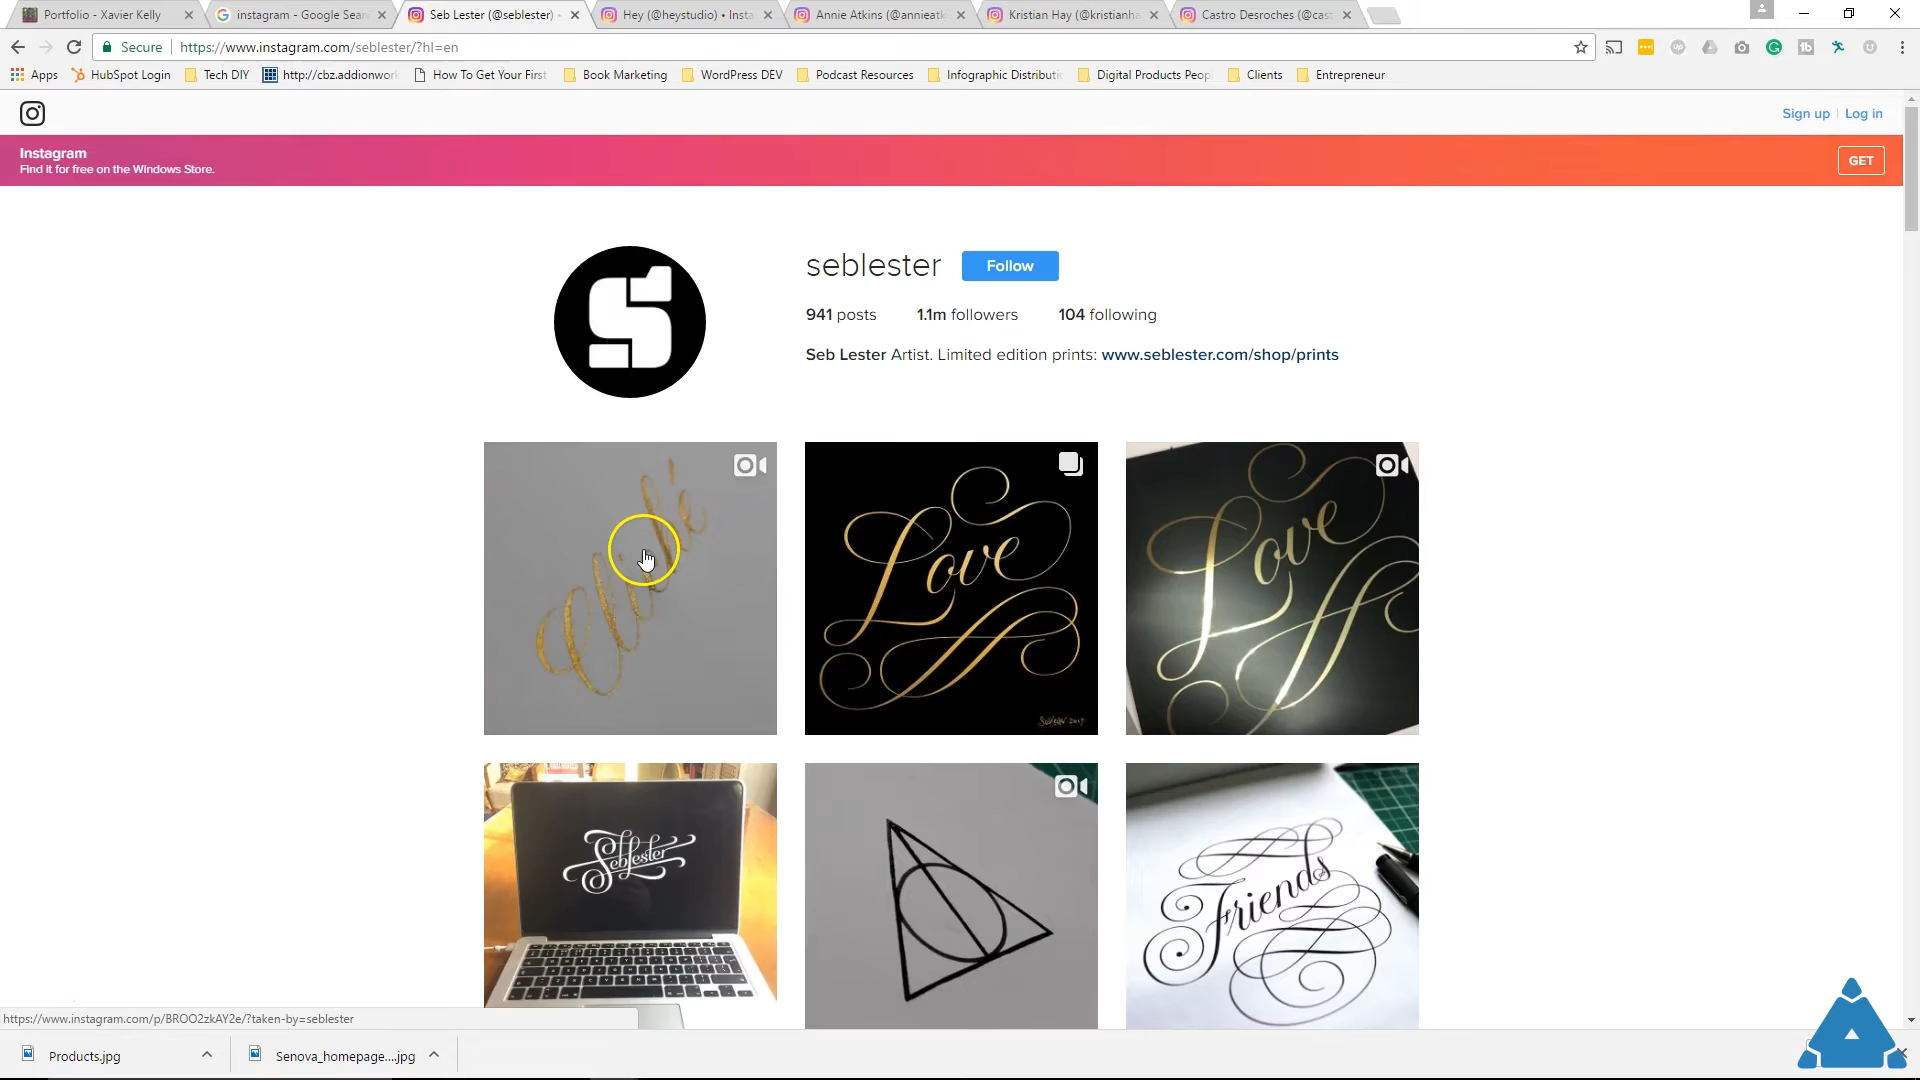 Portfolio - Xavier Kelly
instagram - Google Sear
Seb Lester (@seblester) •
Hey (@heystudio) • Insta
Annie Atkins (@annieatk
Kristian Hay (@kristianha
Castro Desroches (@cast
Secure
https://www.instagram.com/seblester/?hl=en
Apps
HubSpot Login
Tech DIY
http://cbz.addionwork
How To Get Your First
Book Marketing
WordPress DEV
Podcast Resources
Infographic Distributi
Digital Products Peop
Clients
Entrepreneur
Sign up
Log in
Instagram
Find it for free on the Windows Store.
GET
seblester
Follow
941 posts
1.1m followers
104 following
Seb Lester Artist. Limited edition prints: www.seblester.com/shop/prints
Love
Seb Lester 2017
Love
Seblester
Friends
https://www.instagram.com/p/BROO2zkAY2e/?taken-by=seblester
Products.jpg
Senova_homepage....jpg